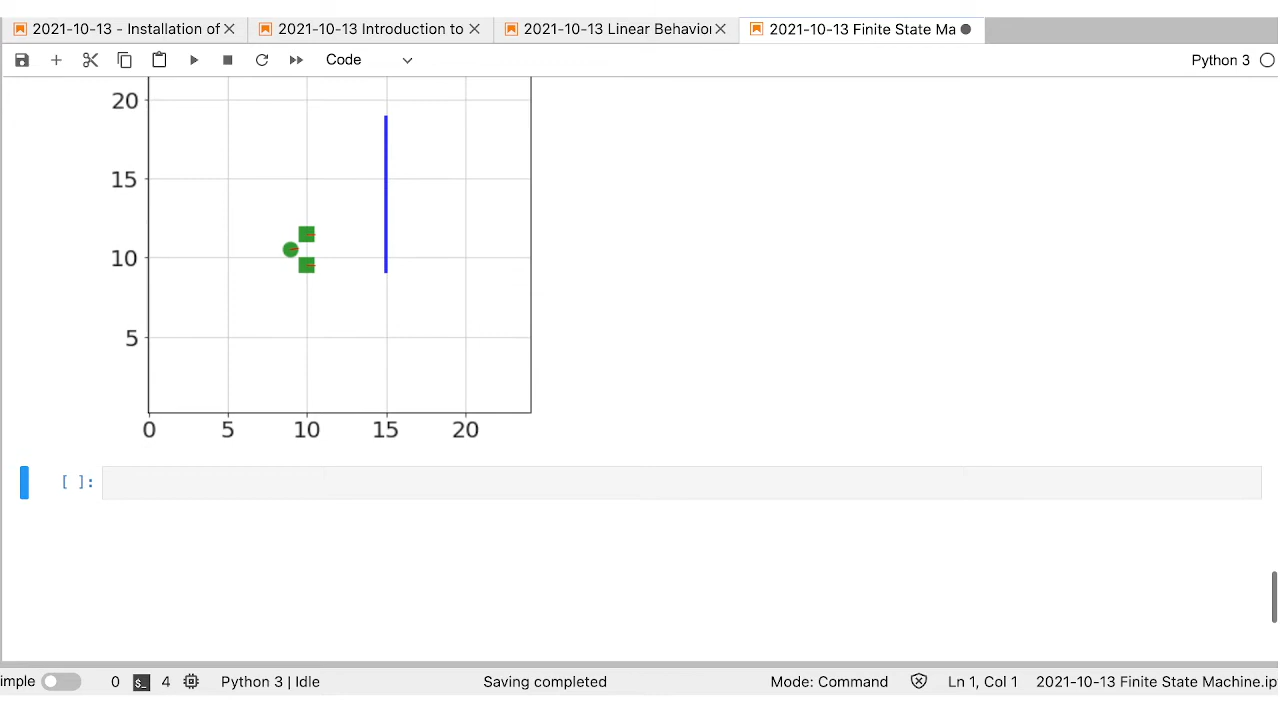 2021-10-13 - Installation of
2021-10-13 Introduction to
2021-10-13 Linear Behavior
2021-10-13 Finite State Ma
Code
Python 3
20
15
10
5
0 5 10 15 20
[ ]:
imple
0
$_
4
Python 3 | Idle
Saving completed
Mode: Command
Ln 1, Col 1
2021-10-13 Finite State Machine.ip